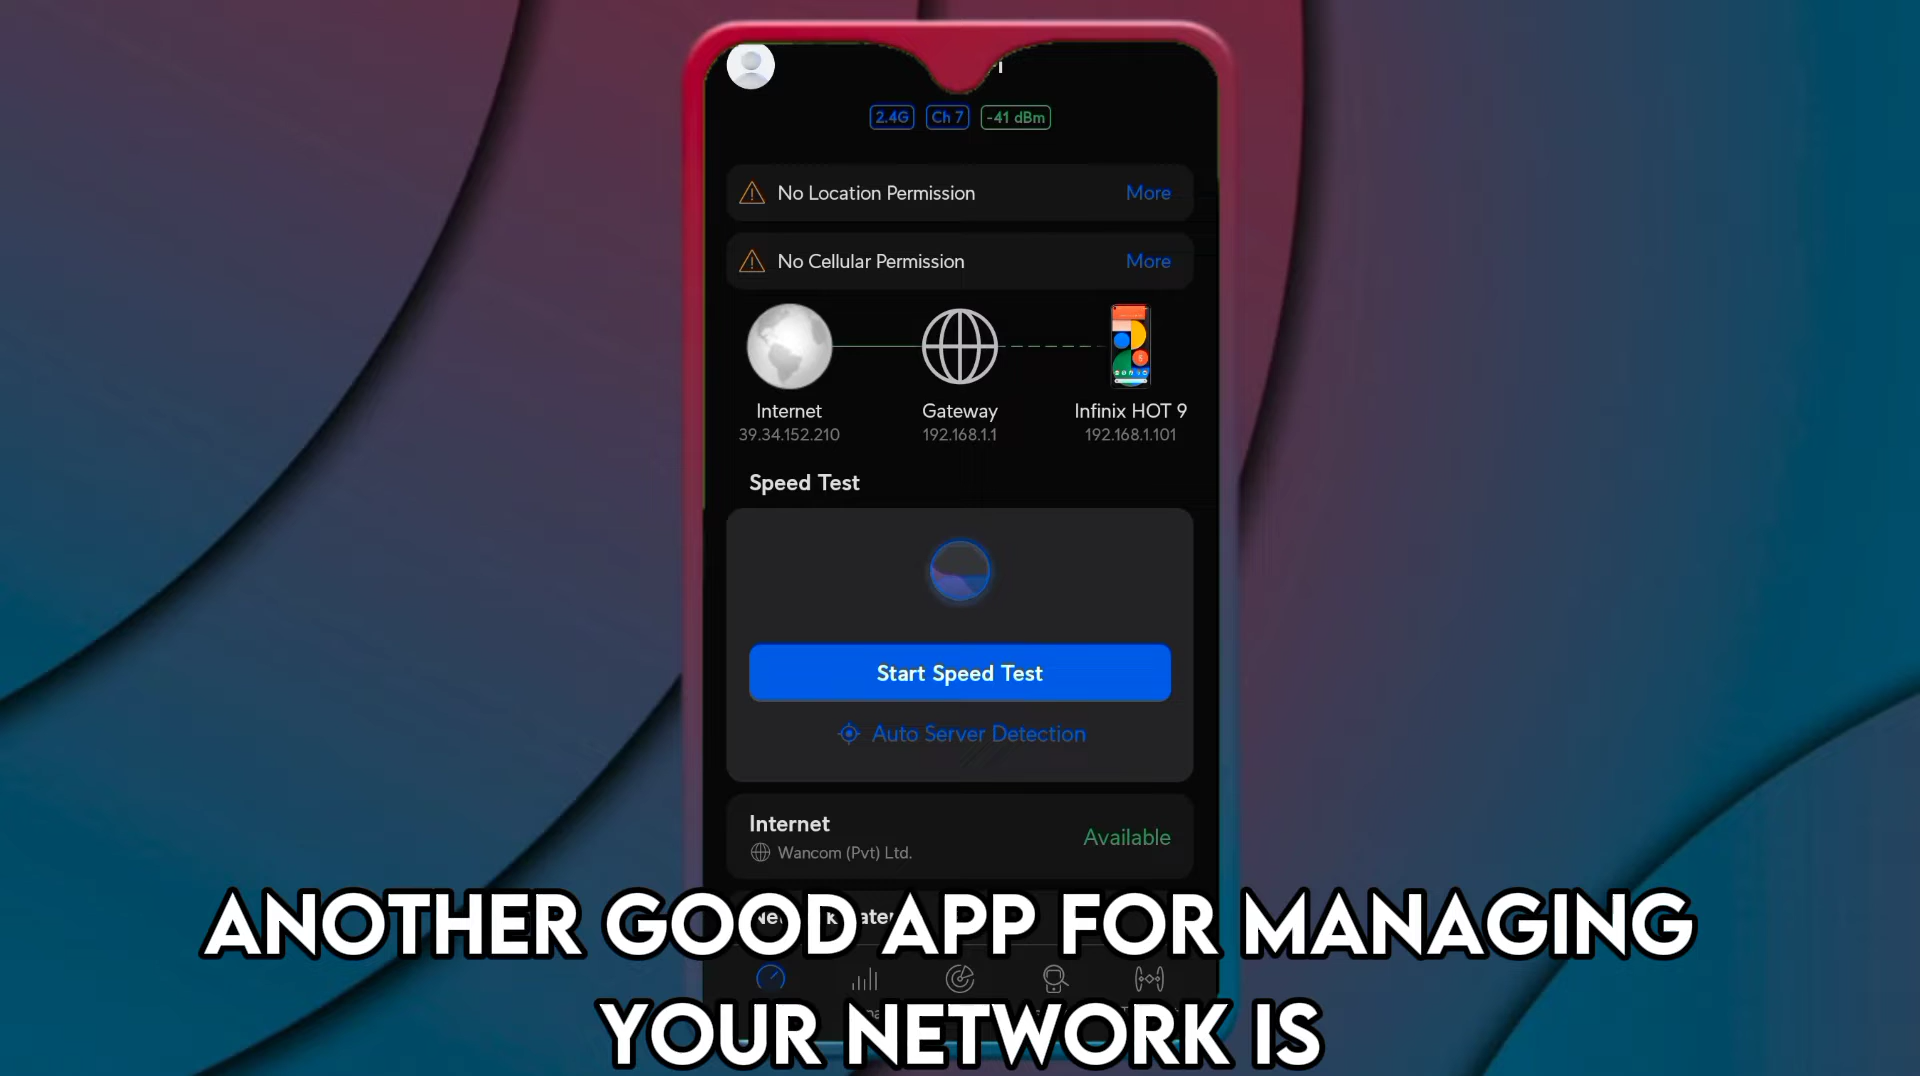 2.4G Ch 7 -41 dBm
No Location Permission More
No Cellular Permission More
Internet Gateway Infinix HOT 9
39.34.152.210 192.168.1.1 192.168.1.101
Speed Test
Start Speed Test
Auto Server Detection
Internet
Available
Wancom (Pvt) Ltd.
ANOTHER GOOD APP FOR MANAGING
YOUR NETWORK IS